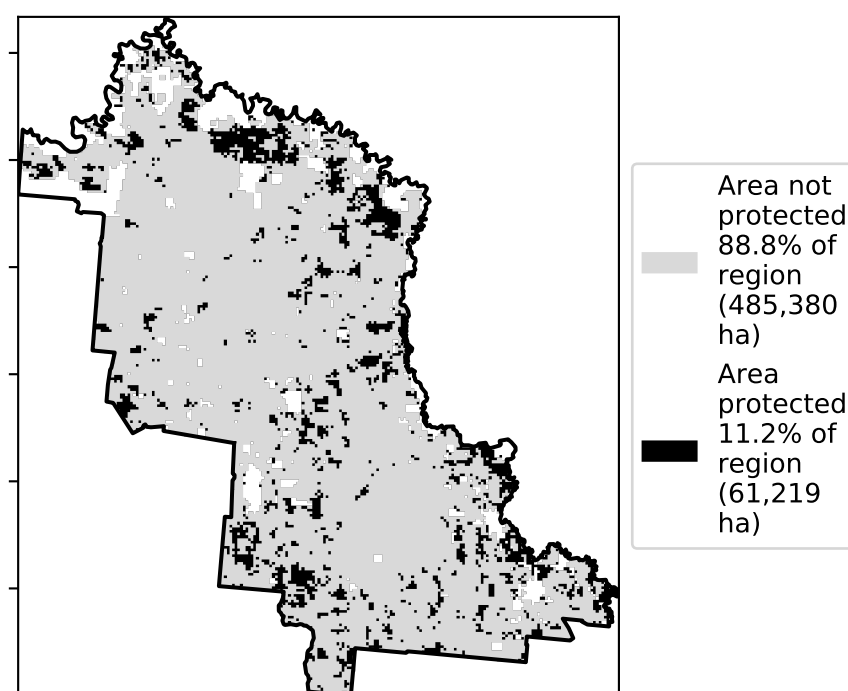 Area not
protected
88.8% of
region
(485,380
ha)
Area
protected
11.2% of
region
(61,219
ha)